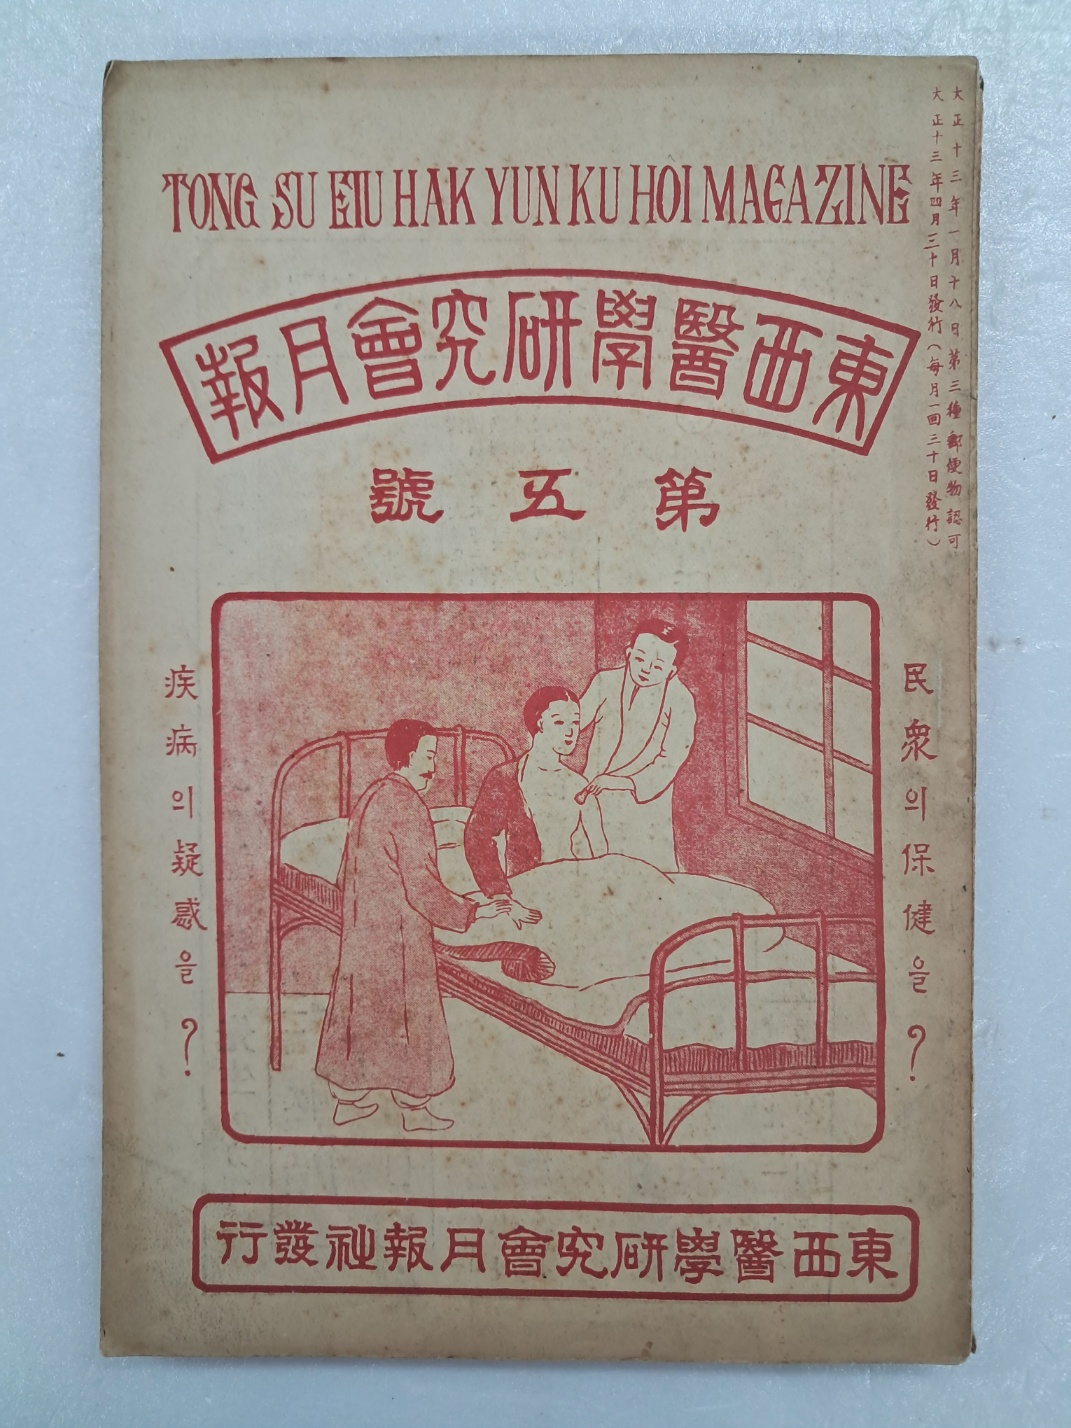 大正十三年一月十八日第三種郵便物認可
大正十三年四月三十日發行(每月一回三十日發行)
TONG SU EIU HAK YUN KU HOI MAGAZINE
東西醫學研究會月報
第五號
民衆의保健을?
疾病의疑惑은?
東西醫學研究會月報社發行